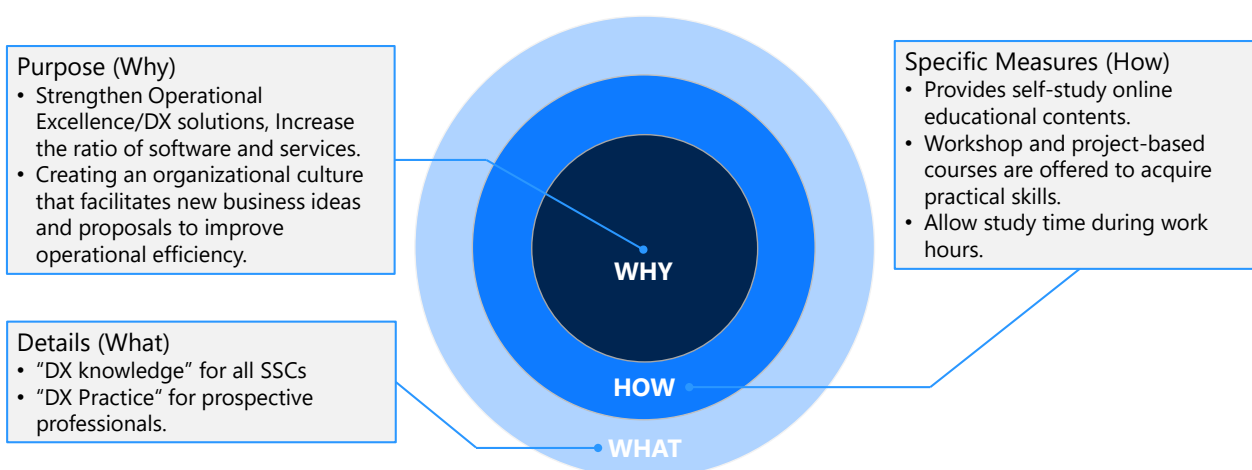 Purpose (Why)
• Strengthen Operational
Excellence/DX solutions, Increase
the ratio of software and services.
• Creating an organizational culture
that facilitates new business ideas
and proposals to improve
operational efficiency.
Details (What)
• “DX knowledge” for all SSCs
• “DX Practice“ for prospective
professionals.
WHY
HOW
WHAT
Specific Measures (How)
• Provides self-study online
educational contents.
• Workshop and project-based
courses are offered to acquire
practical skills.
• Allow study time during work
hours.